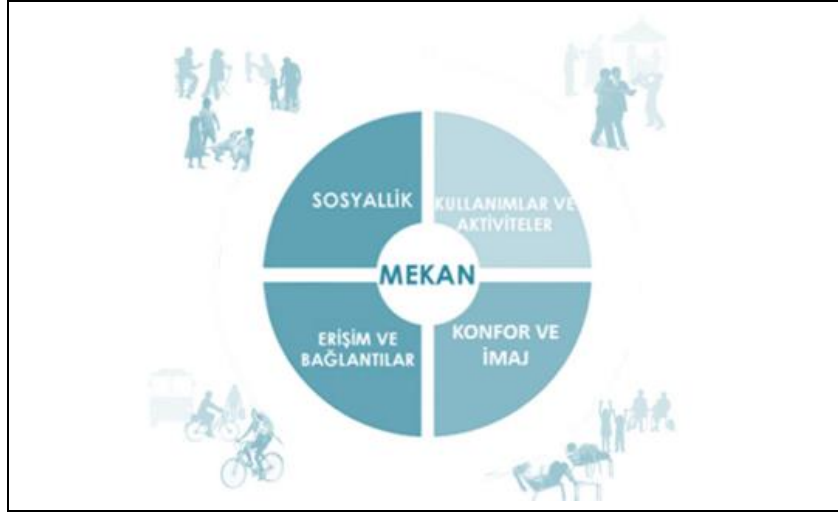 SOSYALLİK
KULLANIMLAR VE
AKTİVİTELER
MEKAN
ERİŞİM VE
BAĞLANTILAR
KONFOR VE
İMAJ